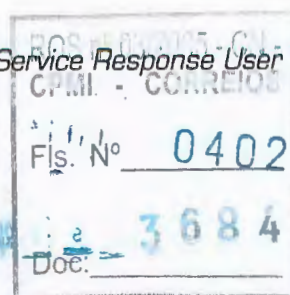 Service Response User
CPMI - CORREIOS
Fls. Nº 0402
3684
Doc: